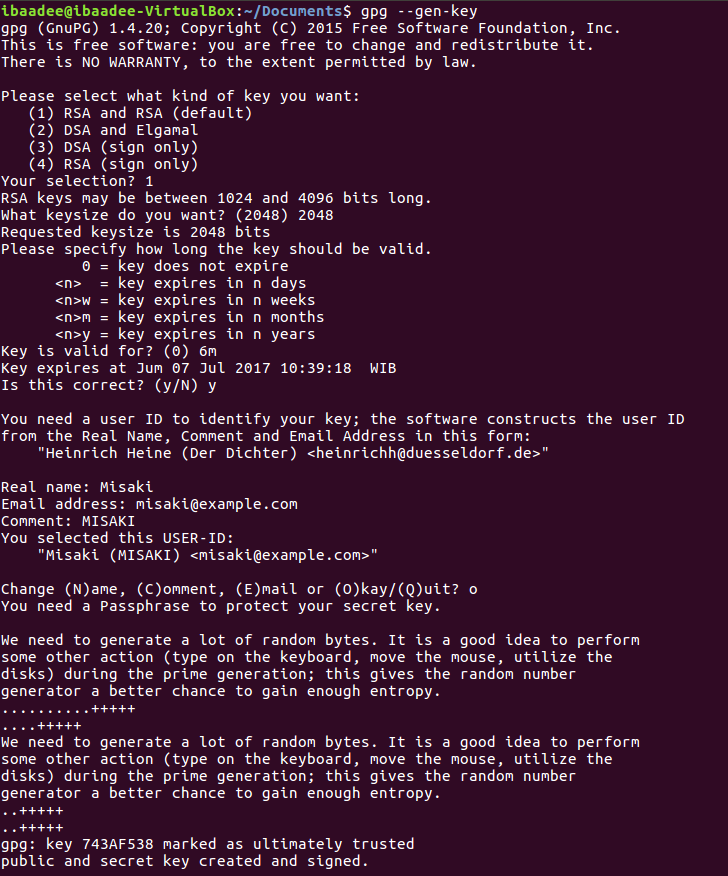 ibaadee@ibaadee-VirtualBox:~/Documents$ gpg --gen-key
gpg (GnuPG) 1.4.20; Copyright (C) 2015 Free Software Foundation, Inc.
This is free software: you are free to change and redistribute it.
There is NO WARRANTY, to the extent permitted by law.

Please select what kind of key you want:
   (1) RSA and RSA (default)
   (2) DSA and Elgamal
   (3) DSA (sign only)
   (4) RSA (sign only)
Your selection? 1
RSA keys may be between 1024 and 4096 bits long.
What keysize do you want? (2048) 2048
Requested keysize is 2048 bits
Please specify how long the key should be valid.
         0 = key does not expire
      <n>  = key expires in n days
      <n>w = key expires in n weeks
      <n>m = key expires in n months
      <n>y = key expires in n years
Key is valid for? (0) 6m
Key expires at Jum 07 Jul 2017 10:39:18  WIB
Is this correct? (y/N) y

You need a user ID to identify your key; the software constructs the user ID
from the Real Name, Comment and Email Address in this form:
    "Heinrich Heine (Der Dichter) <heinrichh@duesseldorf.de>"

Real name: Misaki
Email address: misaki@example.com
Comment: MISAKI
You selected this USER-ID:
    "Misaki (MISAKI) <misaki@example.com>"

Change (N)ame, (C)omment, (E)mail or (O)kay/(Q)uit? o
You need a Passphrase to protect your secret key.

We need to generate a lot of random bytes. It is a good idea to perform
some other action (type on the keyboard, move the mouse, utilize the
disks) during the prime generation; this gives the random number
generator a better chance to gain enough entropy.
..........+++++
....+++++
We need to generate a lot of random bytes. It is a good idea to perform
some other action (type on the keyboard, move the mouse, utilize the
disks) during the prime generation; this gives the random number
generator a better chance to gain enough entropy.
..+++++
..+++++
gpg: key 743AF538 marked as ultimately trusted
public and secret key created and signed.